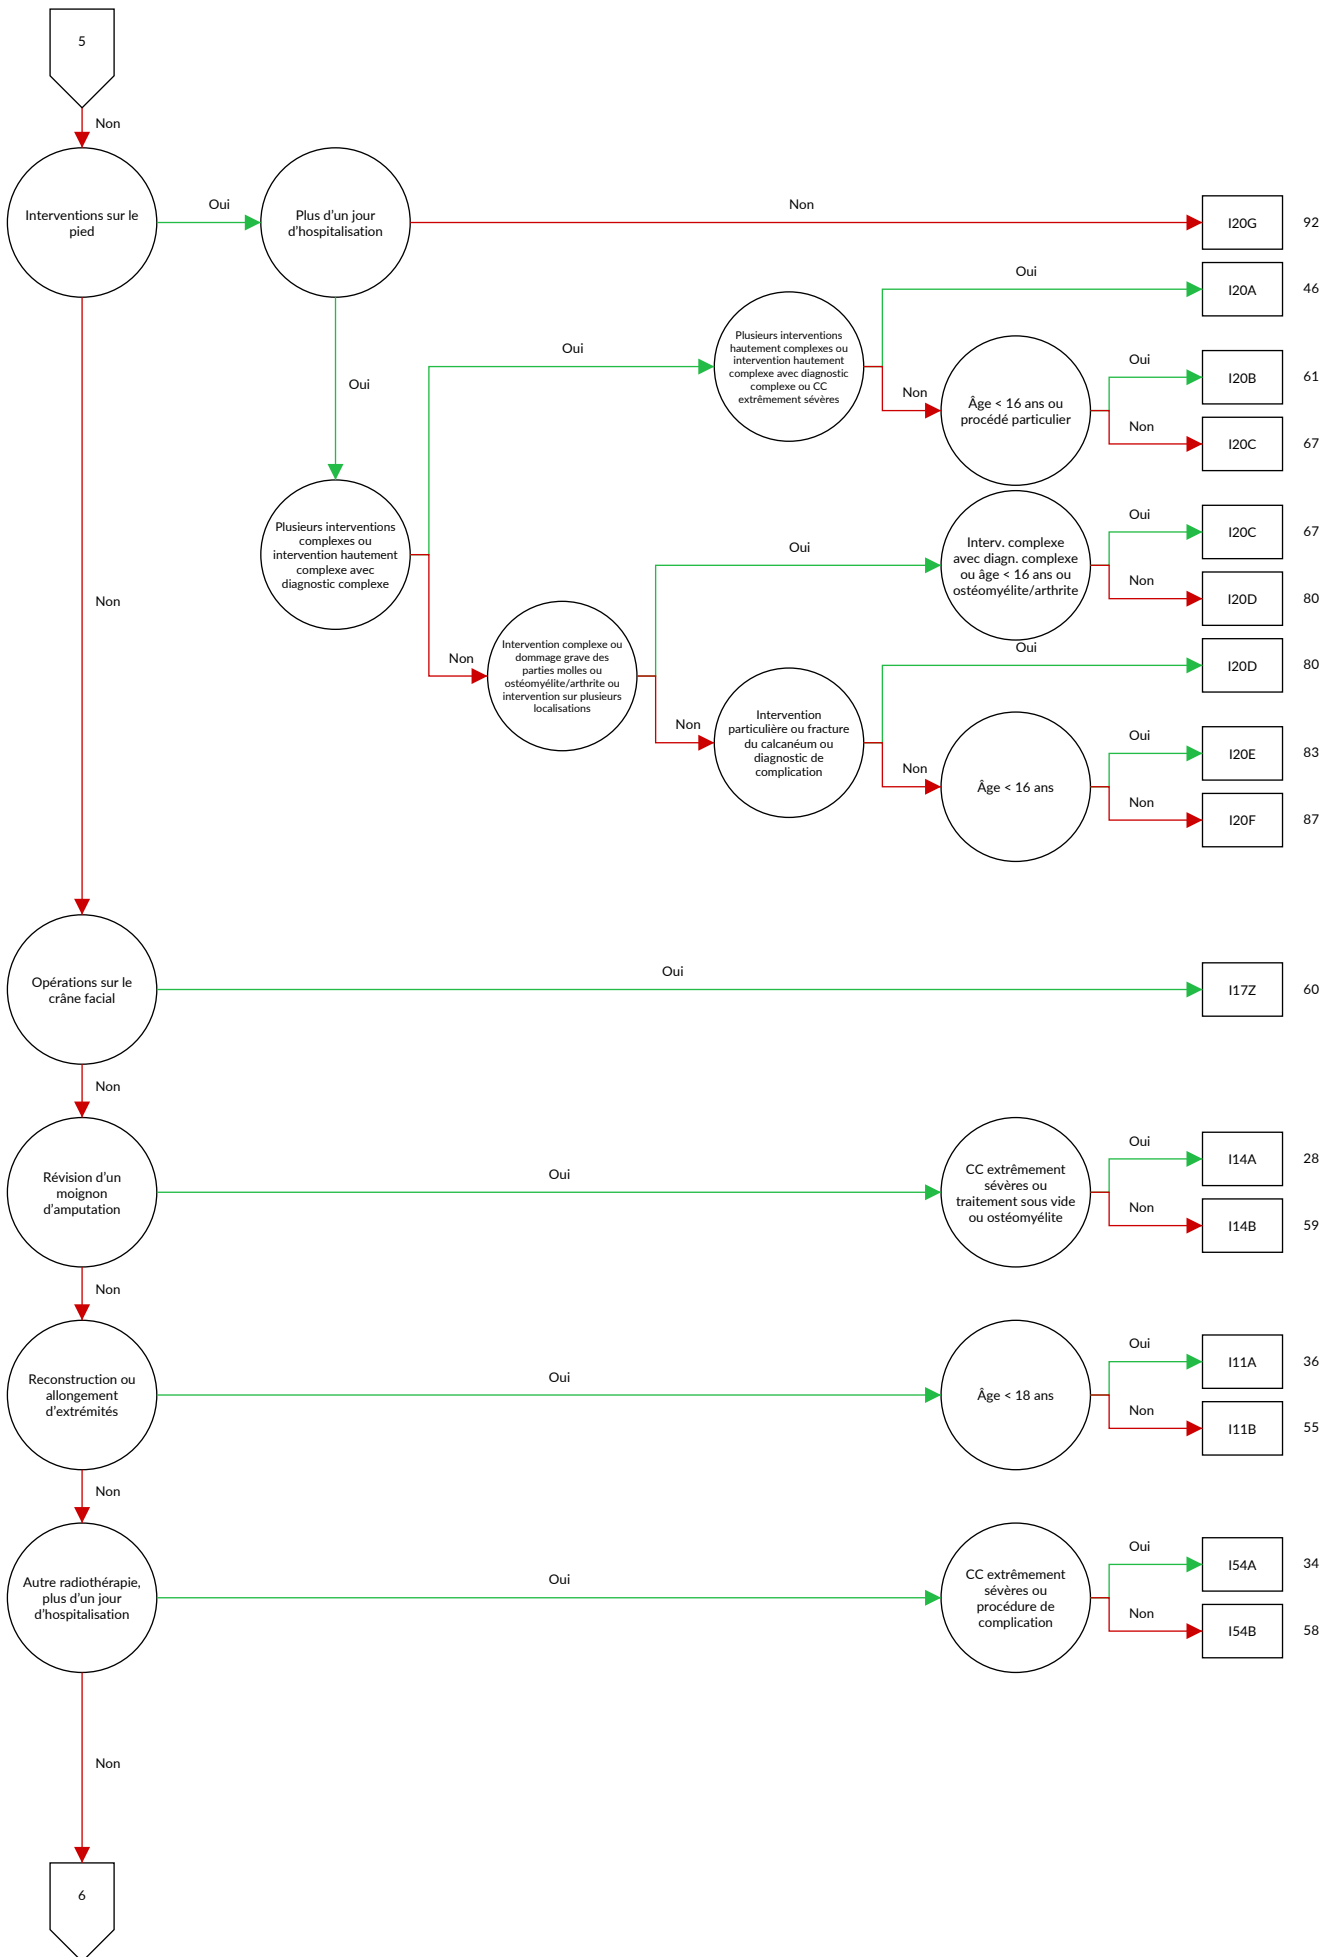 5
Non
Interventions sur le
pied
Oui
Plus d'un jour
d'hospitalisation
Non
I20G
92
Oui
I20A
46
Oui
Plusieurs interventions
hautement complexes ou
intervention hautement
complexe avec diagnostic
complexe ou CC
extrêmement sévères
Non
Âge < 16 ans ou
procédé particulier
Oui
I20B
61
Non
I20C
67
Oui
Plusieurs interventions
complexes ou
intervention hautement
complexe avec
diagnostic complexe
Oui
Interv. complexe
avec diagn. complexe
ou âge < 16 ans ou
ostéomyélite/arthrite
Oui
I20C
67
Non
I20D
80
Non
Non
Intervention complexe ou
dommage grave des
parties molles ou
ostéomyélite/arthrite ou
intervention sur plusieurs
localisations
Oui
I20D
80
Non
Intervention
particulière ou fracture
du calcanéum ou
diagnostic de
complication
Non
Âge < 16 ans
Oui
I20E
83
Non
I20F
87
Opérations sur le
crâne facial
Oui
I17Z
60
Non
Révision d'un
moignon
d'amputation
Oui
CC extrêmement
sévères ou
traitement sous vide
ou ostéomyélite
Oui
I14A
28
Non
I14B
59
Non
Reconstruction ou
allongement
d'extrémités
Oui
Âge < 18 ans
Oui
I11A
36
Non
I11B
55
Non
Autre radiothérapie,
plus d'un jour
d'hospitalisation
Oui
CC extrêmement
sévères ou
procédure de
complication
Oui
I54A
34
Non
I54B
58
Non
6